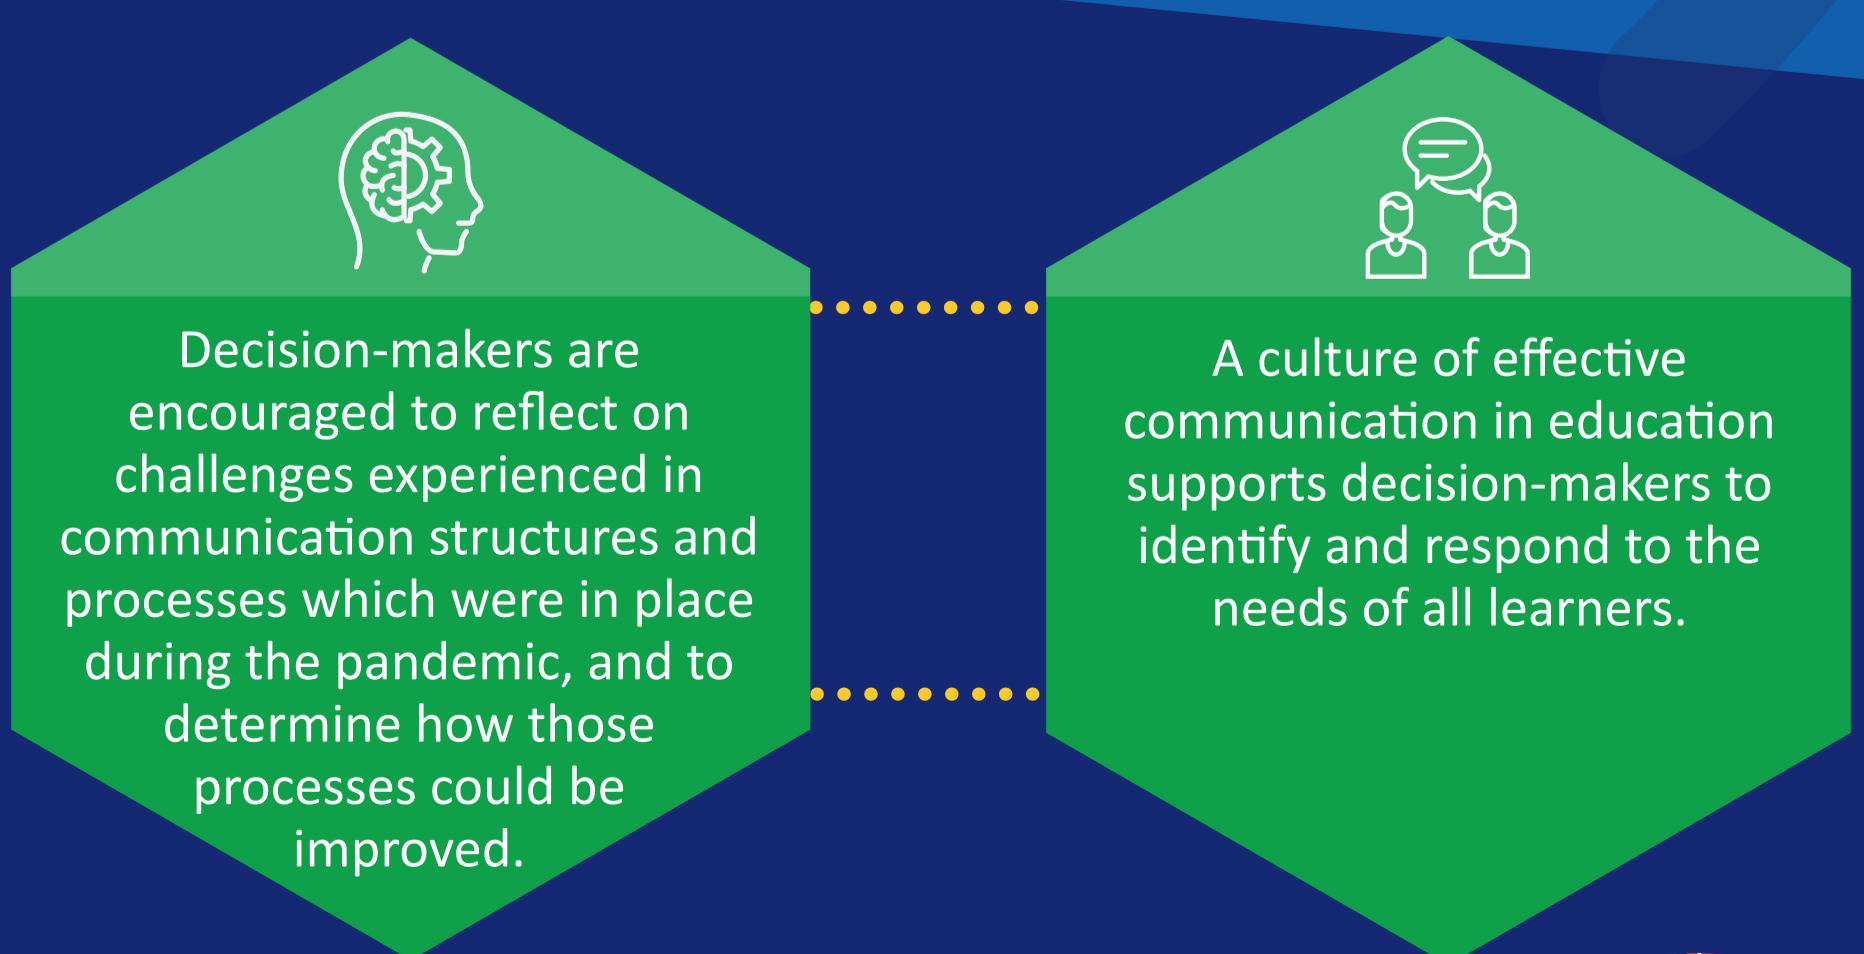 Decision-makers are
encouraged to reflect on
challenges experienced in
communication structures and
processes which were in place
during the pandemic, and to
determine how those
processes could be
improved.
A culture of effective
communication in education
supports decision-makers to
identify and respond to the
needs of all learners.